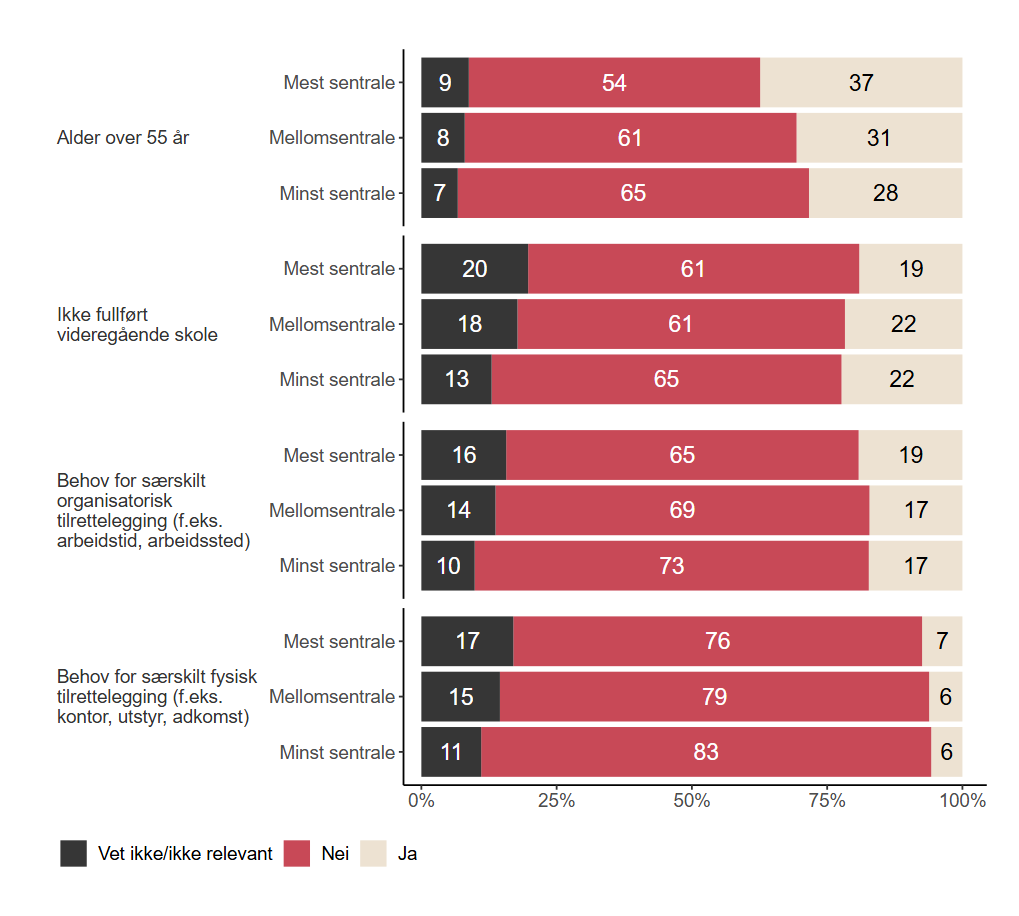 Alder over 55 år
Mest sentrale 9 54 37
Mellomsentrale 8 61 31
Minst sentrale 7 65 28
Ikke fullført
videregående skole
Mest sentrale 20 61 19
Mellomsentrale 18 61 22
Minst sentrale 13 65 22
Behov for særskilt
organisatorisk
tilrettelegging (f.eks.
arbeidstid, arbeidssted)
Mest sentrale 16 65 19
Mellomsentrale 14 69 17
Minst sentrale 10 73 17
Behov for særskilt fysisk
tilrettelegging (f.eks.
kontor, utstyr, adkomst)
Mest sentrale 17 76 7
Mellomsentrale 15 79 6
Minst sentrale 11 83 6
0% 25% 50% 75% 100%
Vet ikke/ikke relevant Nei Ja